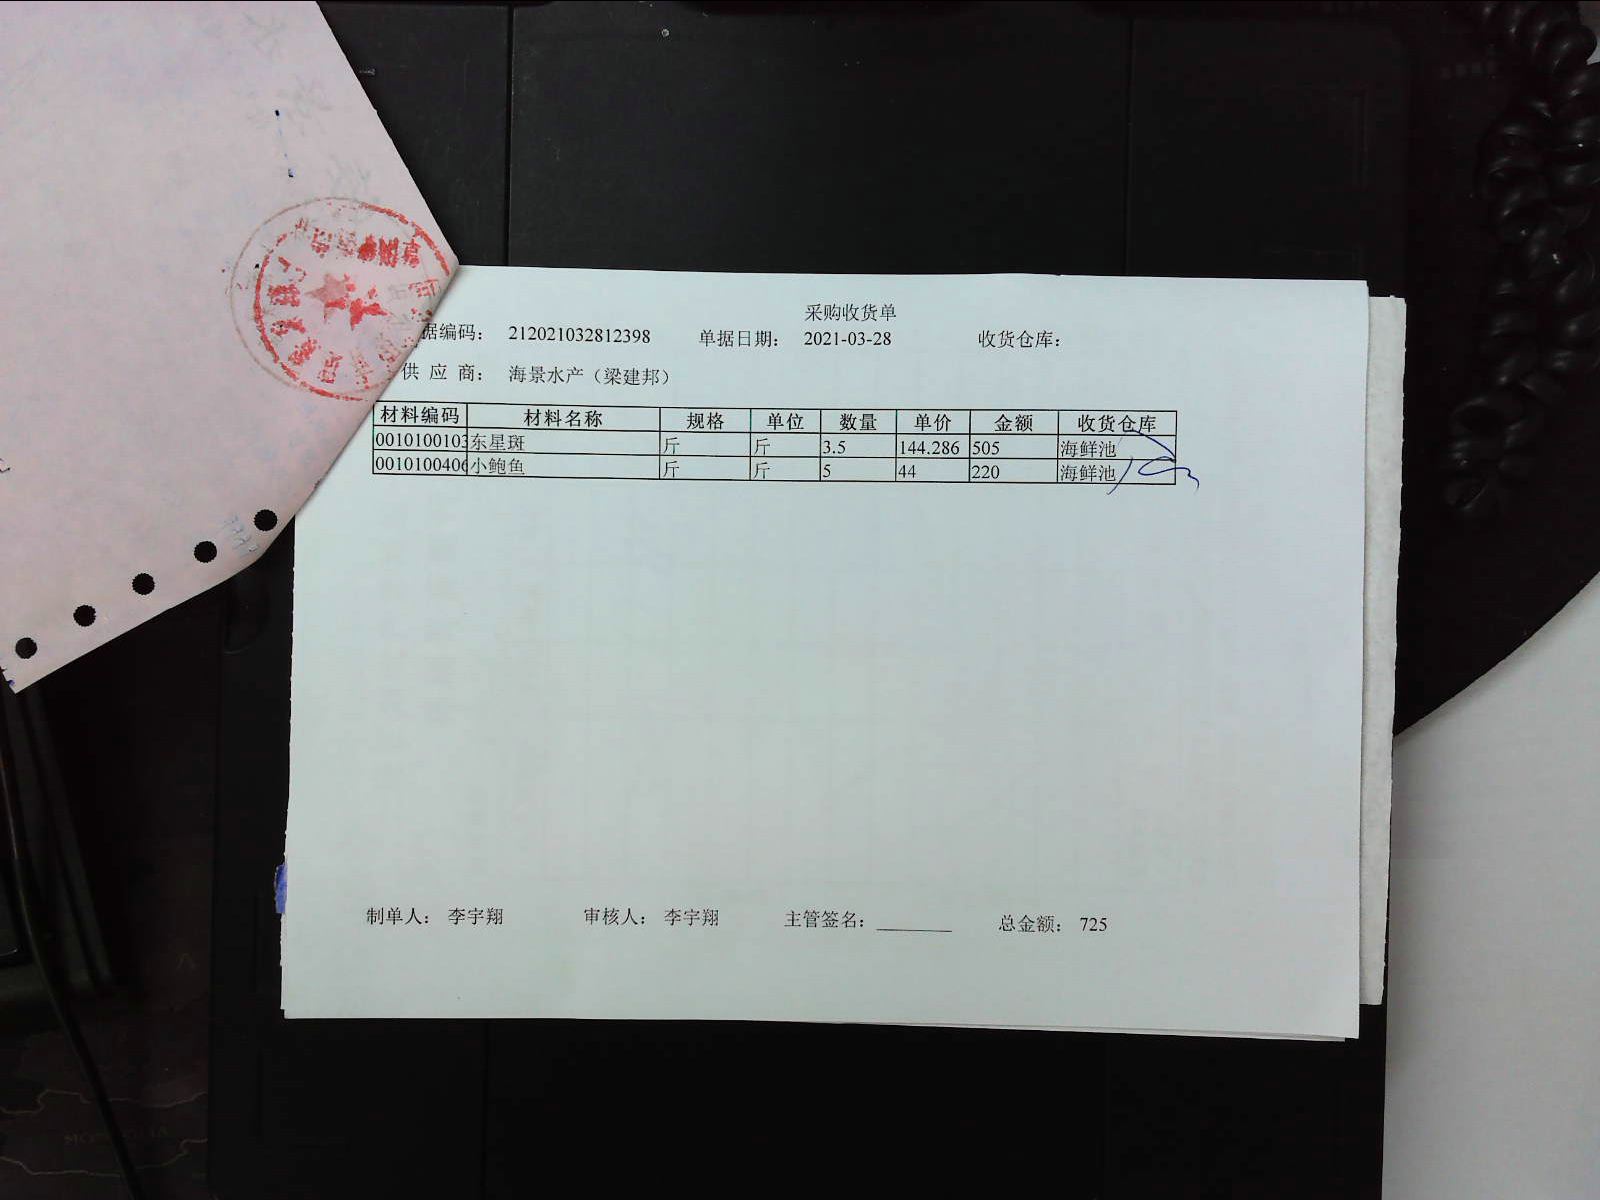 采购收货单
据编码： 212021032812398 单据日期： 2021-03-28 收货仓库：
供 应 商： 海景水产（梁建邦）
材料编码 材料名称 规格 单位 数量 单价 金额 收货仓库
0010100103 东星斑 斤 斤 3.5 144.286 505 海鲜池
0010100406 小鲍鱼 斤 斤 5 44 220 海鲜池
制单人： 李宇翔 审核人： 李宇翔 主管签名： 总金额： 725